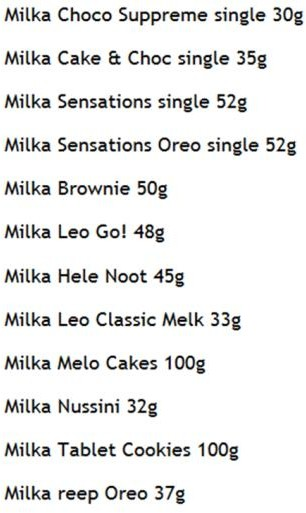 Milka Choco Suppreme single 30g
Milka Cake & Choc single 35g
Milka Sensations single 52g
Milka Sensations Oreo single 52g
Milka Brownie 50g
Milka Leo Go! 48g
Milka Hele Noot 45g
Milka Leo Classic Melk 33g
Milka Melo Cakes 100g
Milka Nussini 32g
Milka Tablet Cookies 100g
Milka reep Oreo 37g